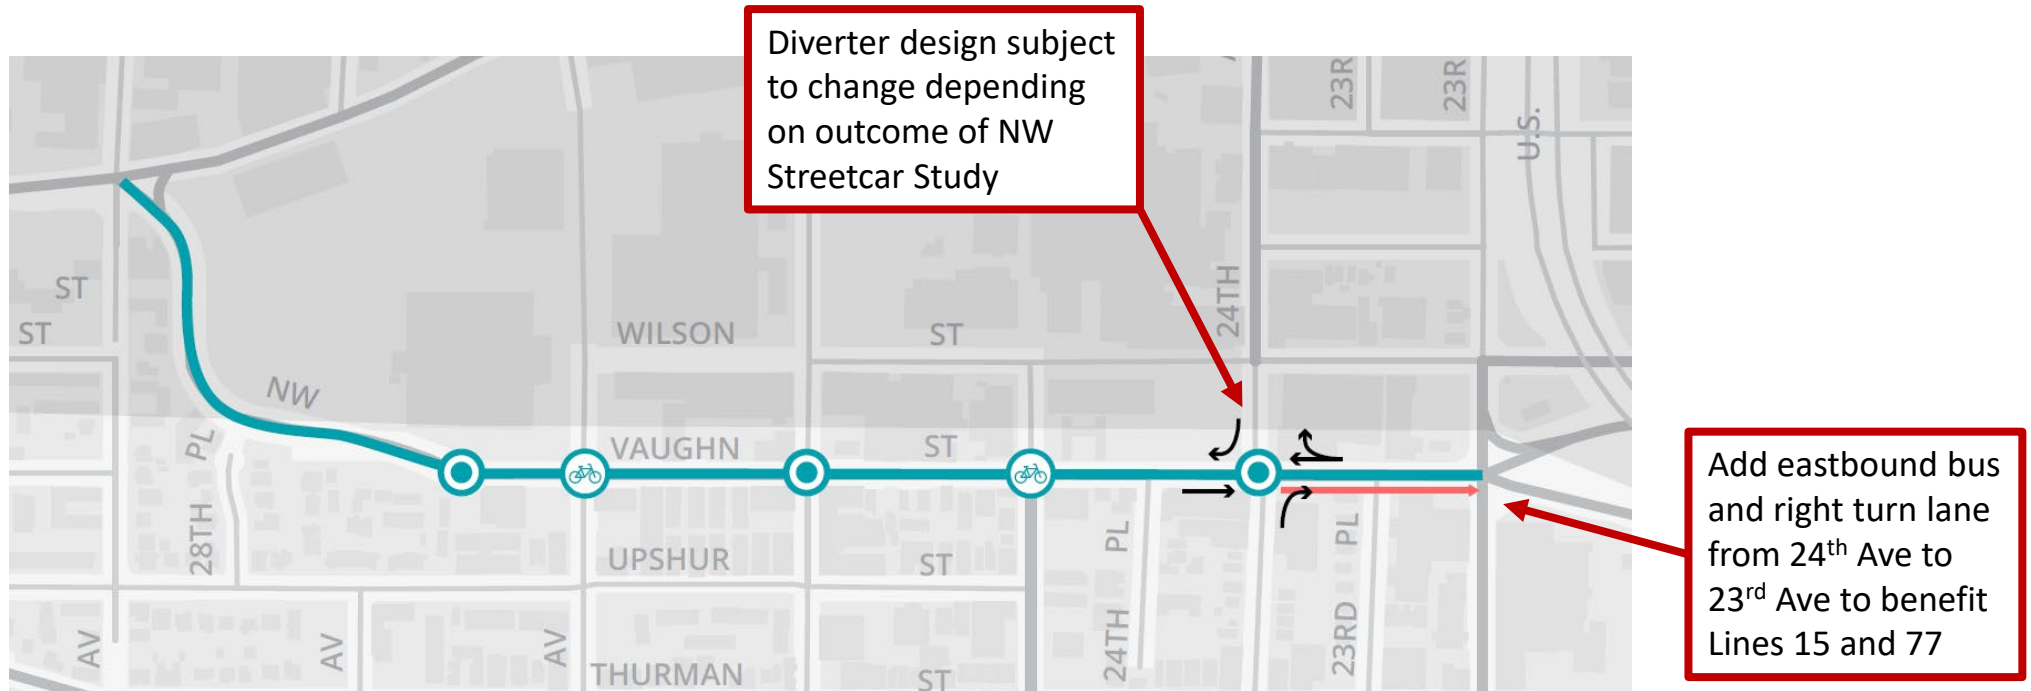 Diverter design subject
to change depending
on outcome of NW
Streetcar Study
23R
23R
U.S.
ST
24TH
ST
WILSON
ST
NW
PL
VAUGHN
ST
28TH
UPSHUR
ST
PL
PL
24TH
23RD
AV
AV
AV
THURMAN
ST
Add eastbound bus
and right turn lane
from 24th Ave to
23rd Ave to benefit
Lines 15 and 77